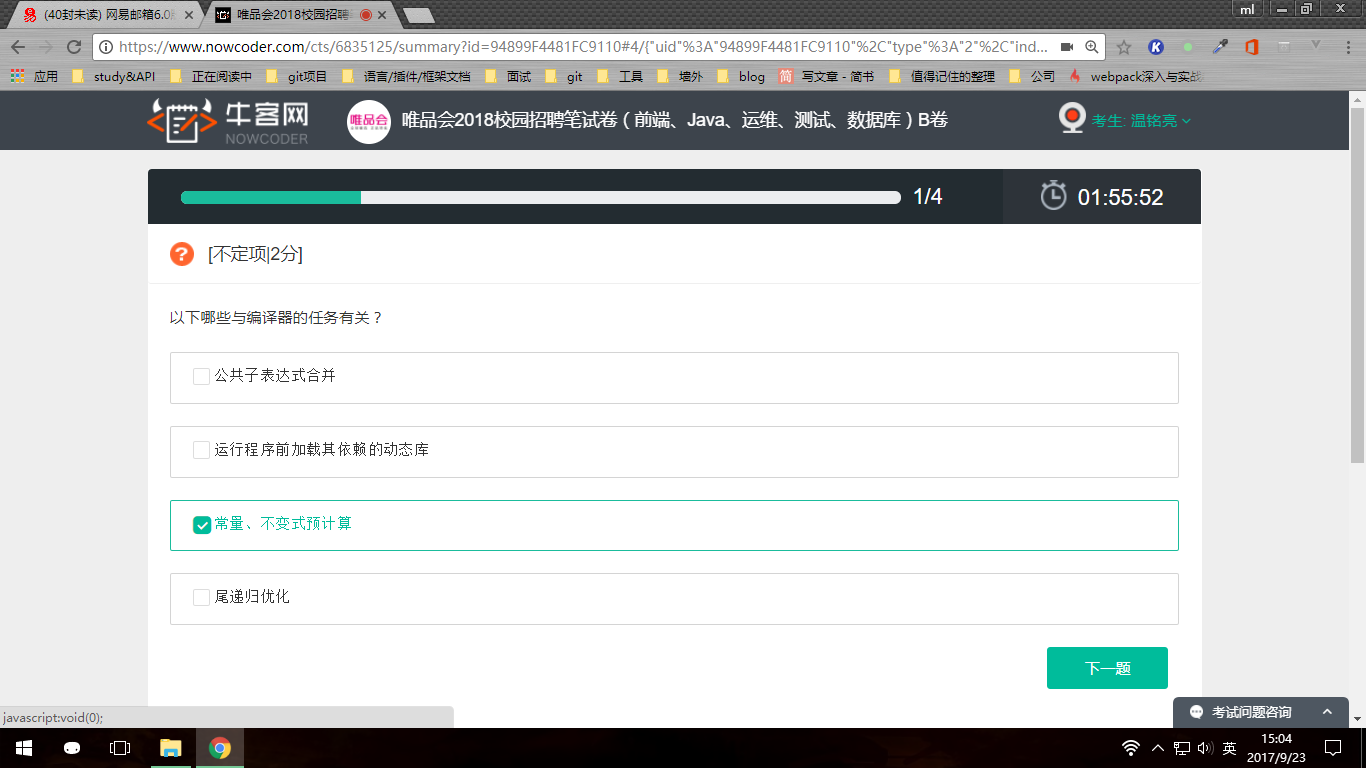 (40封未读) 网易邮箱6.0
唯品会2018校园招聘
ml
https://www.nowcoder.com/cts/6835125/summary?id=94899F4481FC9110#4/{"uid"%3A"94899F4481FC9110"%2C"type"%3A"2"%2C"ind...
应用 study&API 正在阅读中 git项目 语言/插件/框架文档 面试 git 工具 墙外 blog 简 写文章 - 简书 值得记住的整理 公司 webpack深入与实战
牛客网
NOWCODER
唯品会
唯品会2018校园招聘笔试卷（前端、Java、运维、测试、数据库）B卷
考生: 温铭亮
1/4
01:55:52
? [不定项|2分]
以下哪些与编译器的任务有关？
公共子表达式合并
运行程序前加载其依赖的动态库
常量、不变式预计算
尾递归优化
下一题
javascript:void(0);
考试问题咨询
英
15:04
2017/9/23